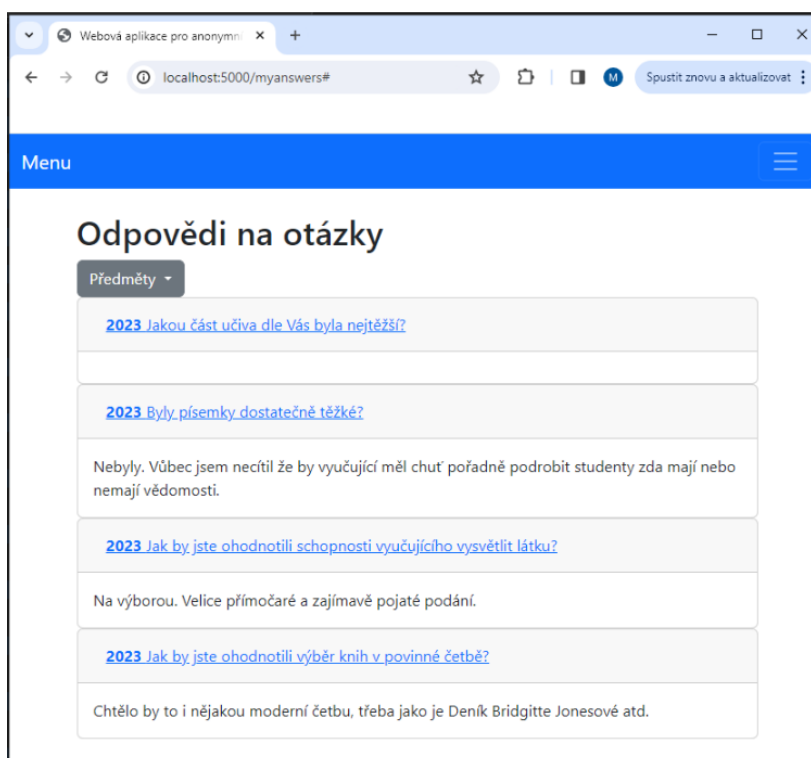 Webová aplikace pro anonymn
localhost:5000/myanswers#
M
Spustit znovu a aktualizovat
Menu
Odpovědi na otázky
Předměty
2023 Jakou část učiva dle Vás byla nejtěžší?
2023 Byly písemky dostatečně těžké?
Nebyly. Vůbec jsem necítil že by vyučující měl chuť pořadně podrobit studenty zda mají nebo
nemají vědomosti.
2023 Jak by jste ohodnotili schopnosti vyučujícího vysvětlit látku?
Na výborou. Velice přímočaré a zajímavě pojaté podání.
2023 Jak by jste ohodnotili výběr knih v povinné četbě?
Chtělo by to i nějakou moderní četbu, třeba jako je Deník Bridgitte Jonesové atd.